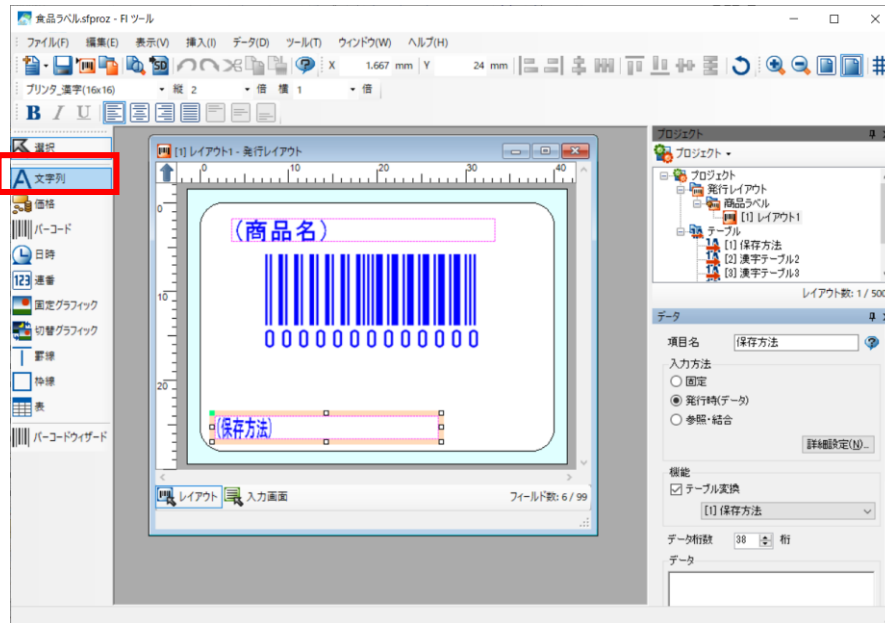 食品ラベル.sfproz - FI ツール
ファイル(F) 編集(E) 表示(V) 挿入(I) データ(D) ツール(T) ウィンドウ(W) ヘルプ(H)
X 1.667 mm Y 24 mm
プリンタ_漢字(16x16) 縦 2 倍 横 1 倍
B I U
選択
文字列
価格
バーコード
日時
連番
固定グラフィック
切替グラフィック
罫線
枠線
表
バーコードウィザード
[1] レイアウト1 - 発行レイアウト
0 10 20 30 40
0
10
20
(商品名)
0000000000000
(保存方法)
レイアウト 入力画面 フィールド数: 6 / 99
プロジェクト
プロジェクト
プロジェクト
発行レイアウト
商品ラベル
[1] レイアウト1
テーブル
[1] 保存方法
[2] 漢字テーブル2
[3] 漢字テーブル3
レイアウト数: 1 / 500
データ
項目名 保存方法
入力方法
固定
発行時(データ)
参照・結合
詳細設定(N)...
機能
テーブル変換
[1] 保存方法
データ桁数 38 桁
データ